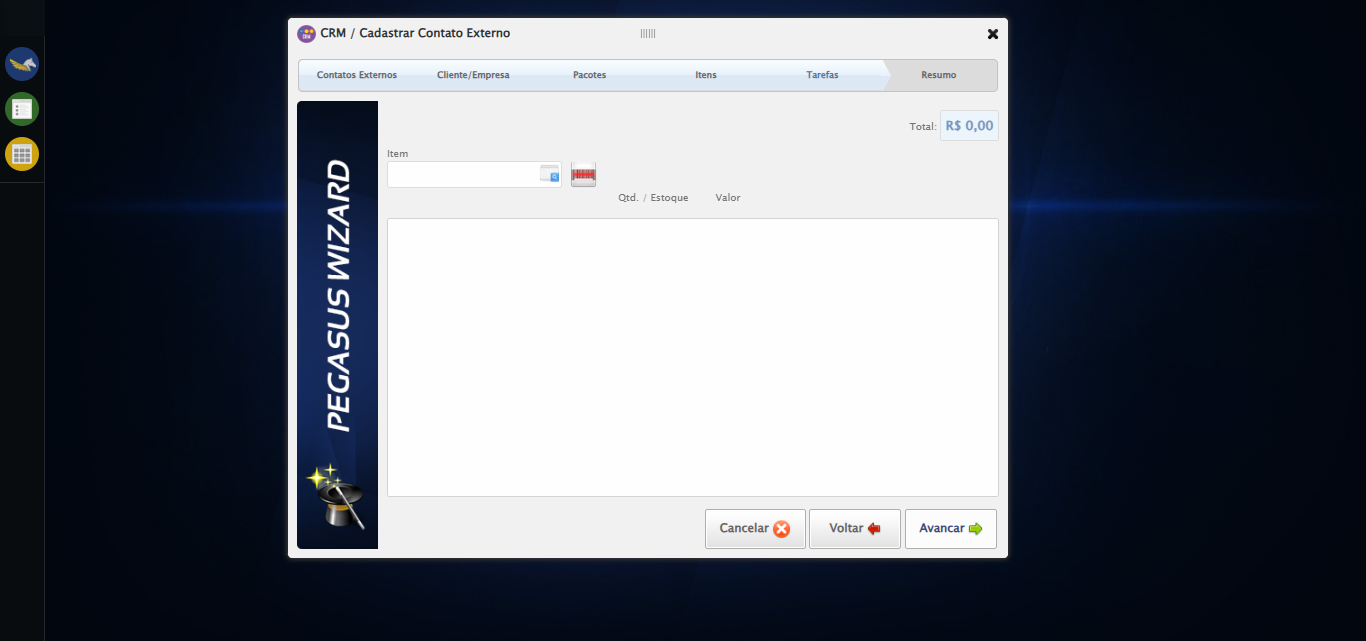 CRM / Cadastrar Contato Externo
Contatos Externos
Cliente/Empresa
Pacotes
Itens
Tarefas
Resumo
PEGASUS WIZARD
Total: R$ 0,00
Item
Qtd. / Estoque
Valor
Cancelar
Voltar
Avancar